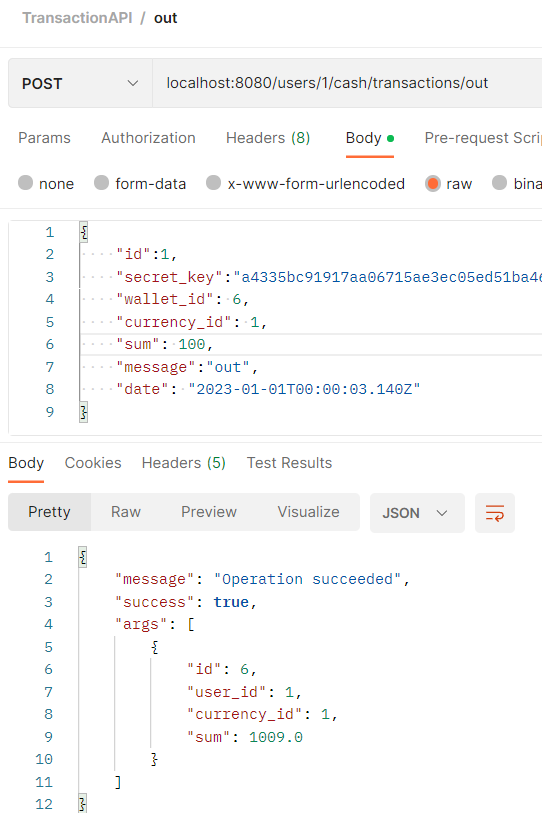 TransactionAPI / out
POST localhost:8080/users/1/cash/transactions/out
Params Authorization Headers (8) Body Pre-request Scri
none form-data x-www-form-urlencoded raw bina
1 {
2 ····"id":1,
3 ····"secret_key":"a4335bc91917aa06715ae3ec05ed51ba4
4 ····"wallet_id":·6,
5 ····"currency_id":·1,
6 ····"sum":·100,
7 ····"message":"out",
8 ····"date":·"2023-01-01T00:00:03.140Z"
9 }
Body Cookies Headers (5) Test Results
Pretty Raw Preview Visualize JSON
1 {
2 "message": "Operation succeeded",
3 "success": true,
4 "args": [
5 {
6 "id": 6,
7 "user_id": 1,
8 "currency_id": 1,
9 "sum": 1009.0
10 }
11 ]
12 }